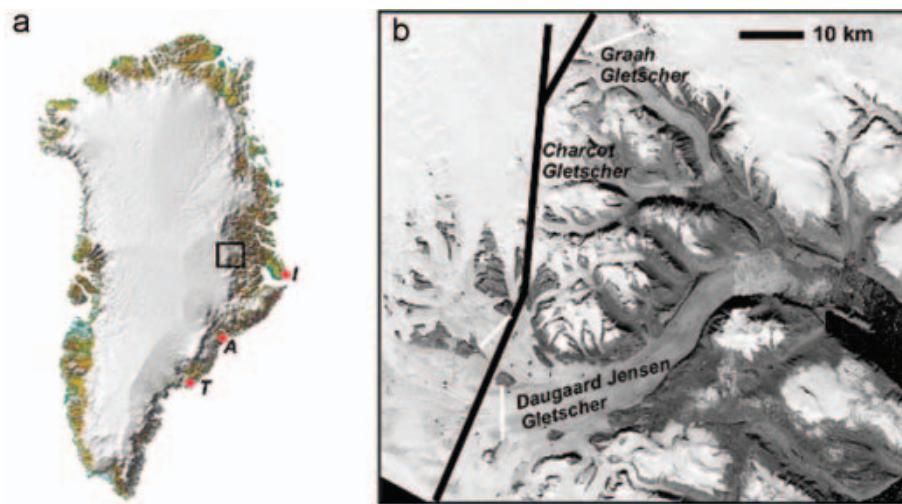 a
I
A
T
b
10 km
Graah
Gletscher
Charcot
Gletscher
Daugaard Jensen
Gletscher